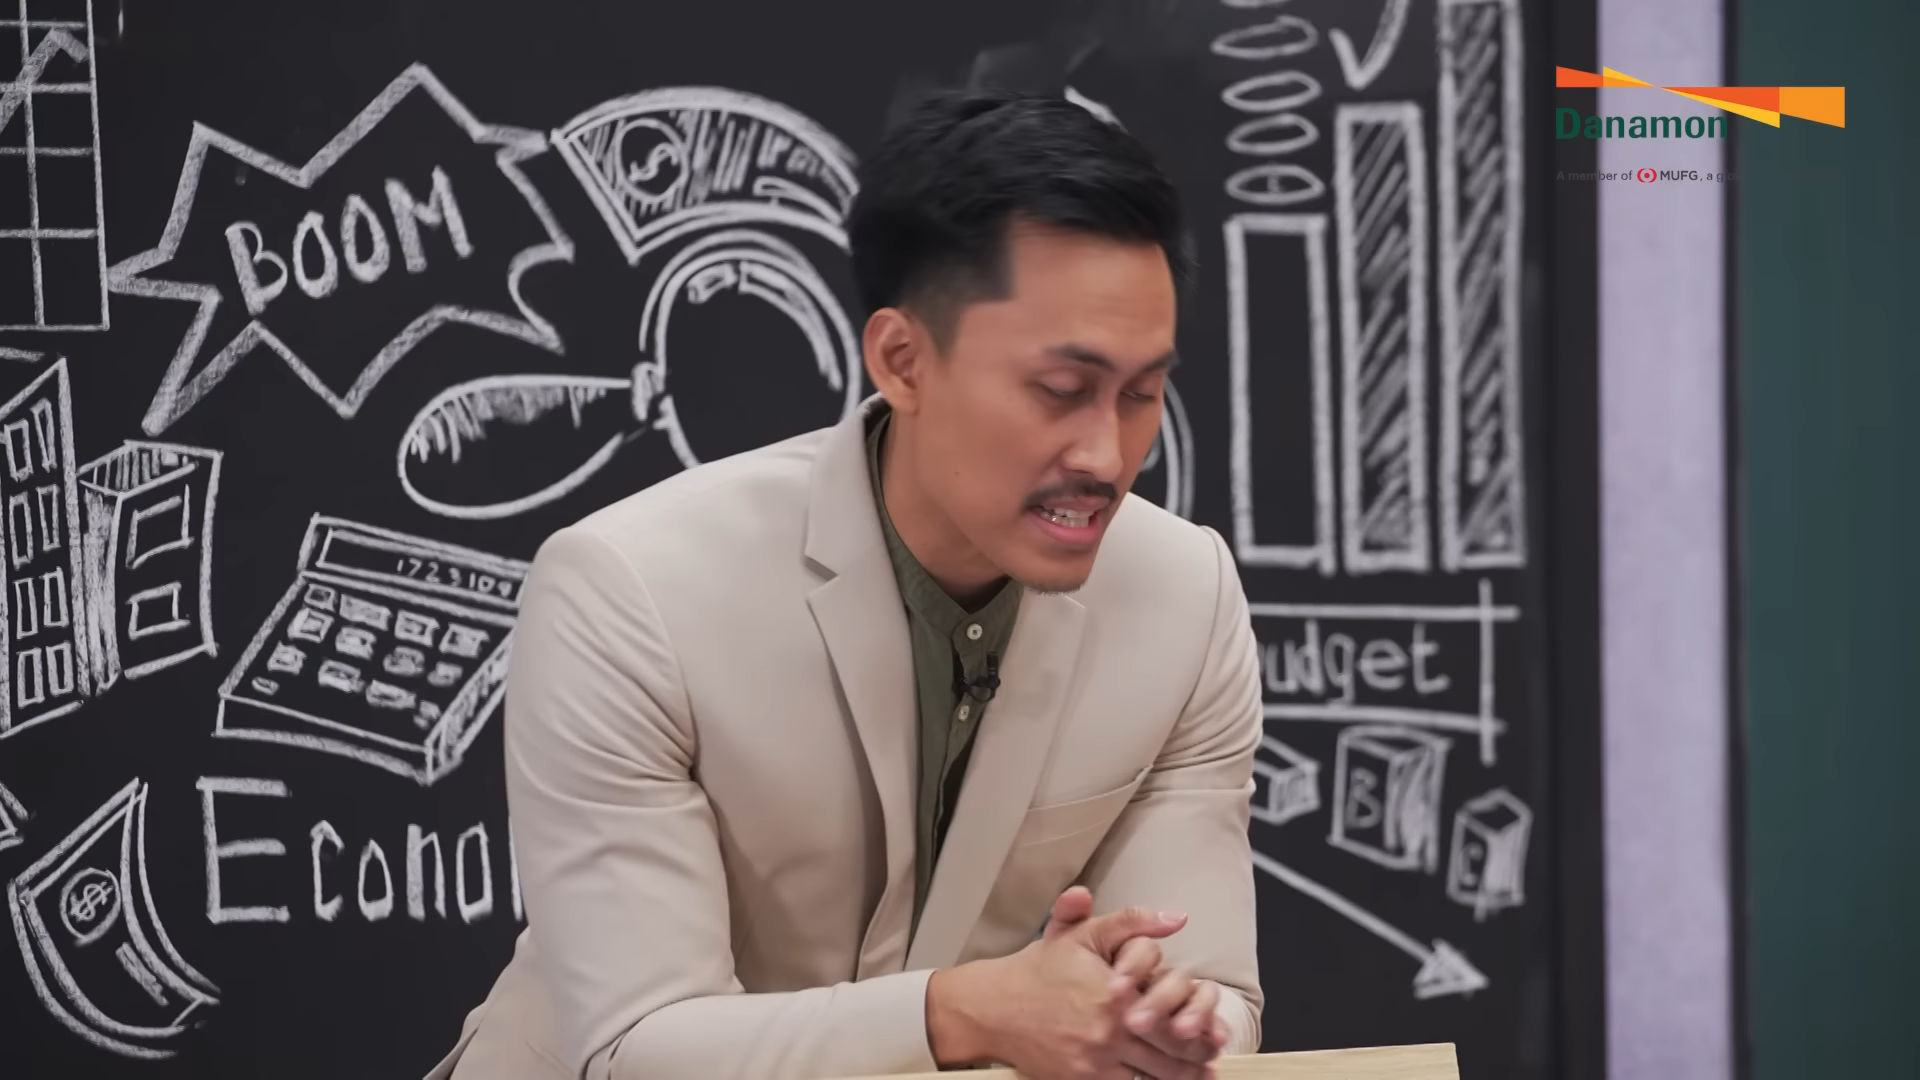 BOOM
Danamon
A member of MUFG, a g
1723109
udget
B
Econo